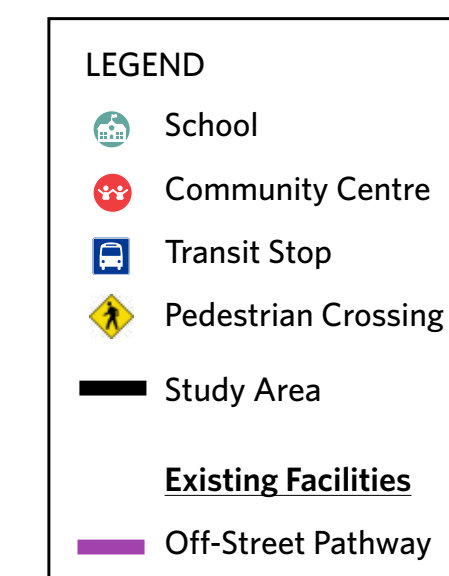 LEGEND
School
Community Centre
Transit Stop
Pedestrian Crossing
Study Area
Existing Facilities
Off-Street Pathway